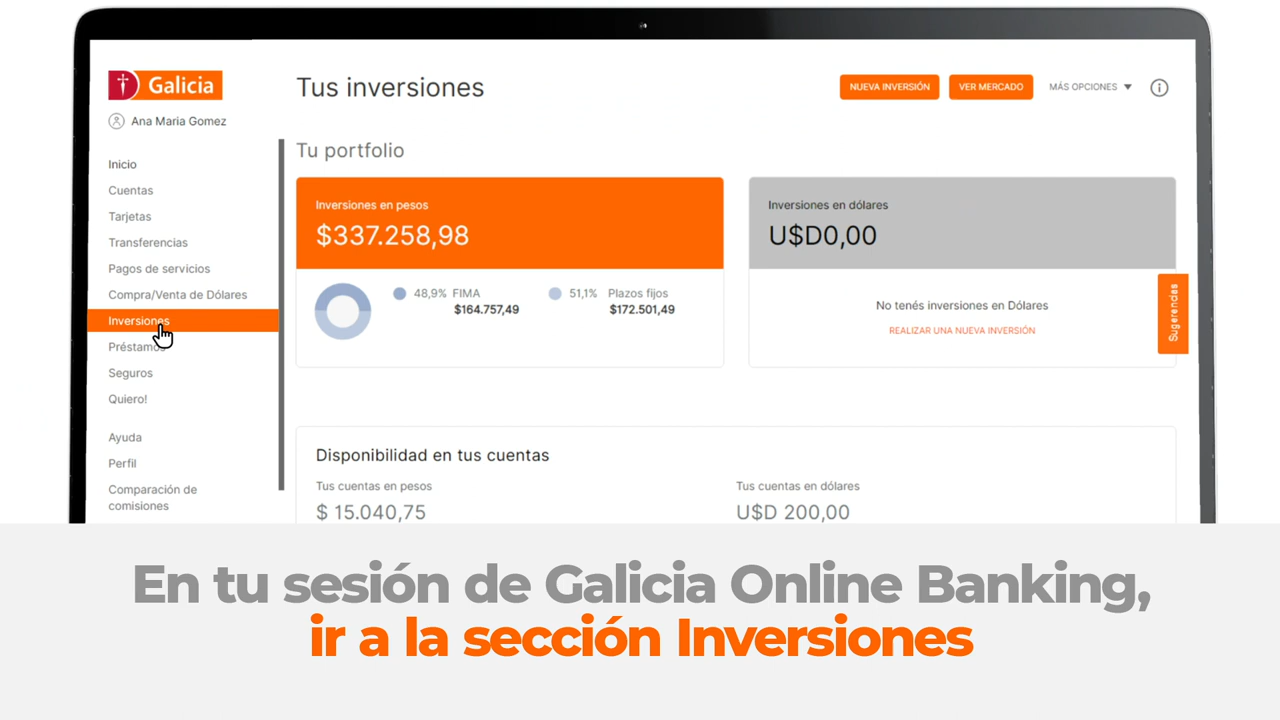 Galicia
Ana Maria Gomez
Inicio
Cuentas
Tarjetas
Transferencias
Pagos de servicios
Compra/Venta de Dólares
Inversiones
Préstamos
Seguros
Quiero!
Ayuda
Perfil
Comparación de
comisiones
Tus inversiones
NUEVA INVERSIÓN
VER MERCADO
MÁS OPCIONES
Tu portfolio
Inversiones en pesos
$337.258,98
48,9% FIMA
$164.757,49
51,1% Plazos fijos
$172.501,49
Inversiones en dólares
U$D0,00
No tenés inversiones en Dólares
REALIZAR UNA NUEVA INVERSIÓN
Sugerencias
Disponibilidad en tus cuentas
Tus cuentas en pesos
$ 15.040,75
Tus cuentas en dólares
U$D 200,00
En tu sesión de Galicia Online Banking,
ir a la sección Inversiones